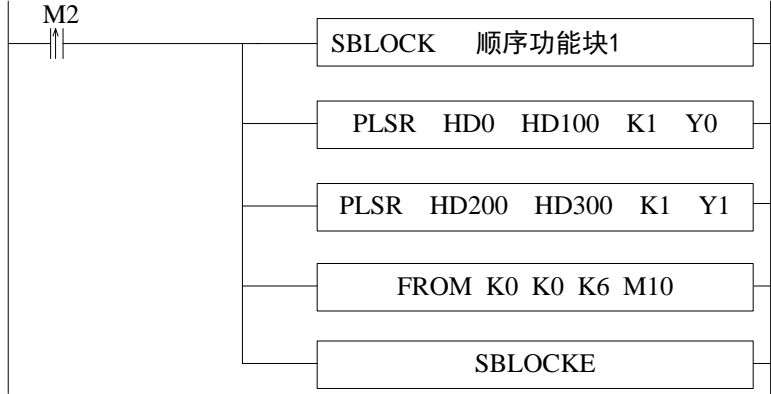 M2
SBLOCK 顺序功能块1
PLSR HD0 HD100 K1 Y0
PLSR HD200 HD300 K1 Y1
FROM K0 K0 K6 M10
SBLOCKE